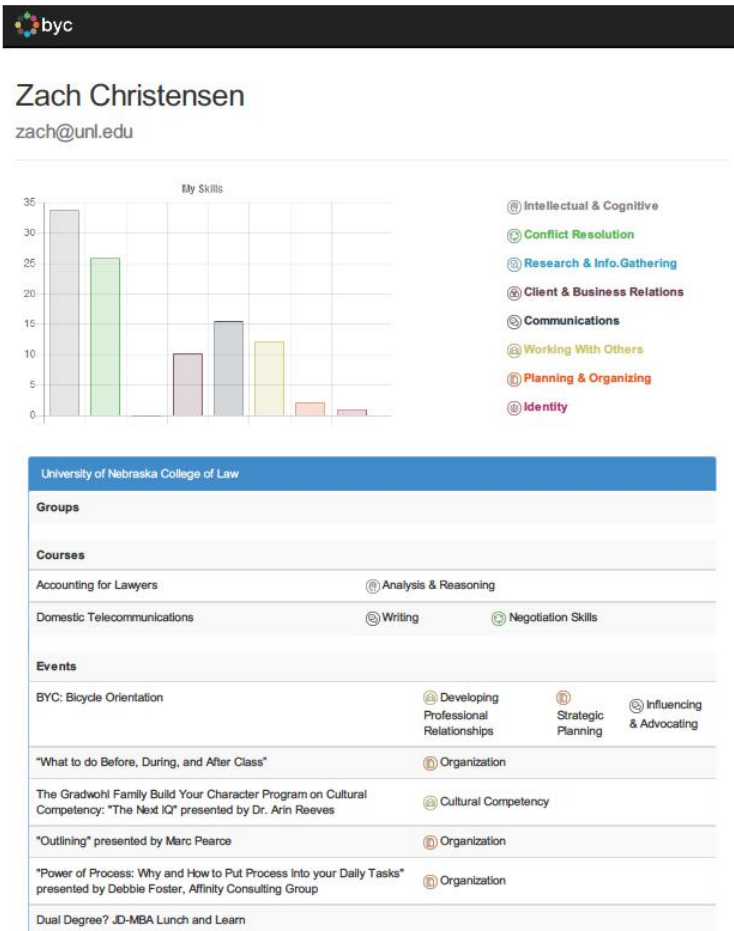 byc
Zach Christensen
zach@unl.edu
My Skills
35
30
25
20
15
10
5
0
Intellectual & Cognitive
Conflict Resolution
Research & Info.Gathering
Client & Business Relations
Communications
Working With Others
Planning & Organizing
Identity
University of Nebraska College of Law
Groups
Courses
Accounting for Lawyers Analysis & Reasoning
Domestic Telecommunications Writing Negotiation Skills
Events
BYC: Bicycle Orientation
Developing
Professional
Relationships
Strategic
Planning
Influencing
& Advocating
"What to do Before, During, and After Class" Organization
The Gradwohl Family Build Your Character Program on Cultural
Competency: "The Next IQ" presented by Dr. Arin Reeves
Cultural Competency
"Outlining" presented by Marc Pearce Organization
"Power of Process: Why and How to Put Process Into your Daily Tasks"
presented by Debbie Foster, Affinity Consulting Group
Organization
Dual Degree? JD-MBA Lunch and Learn